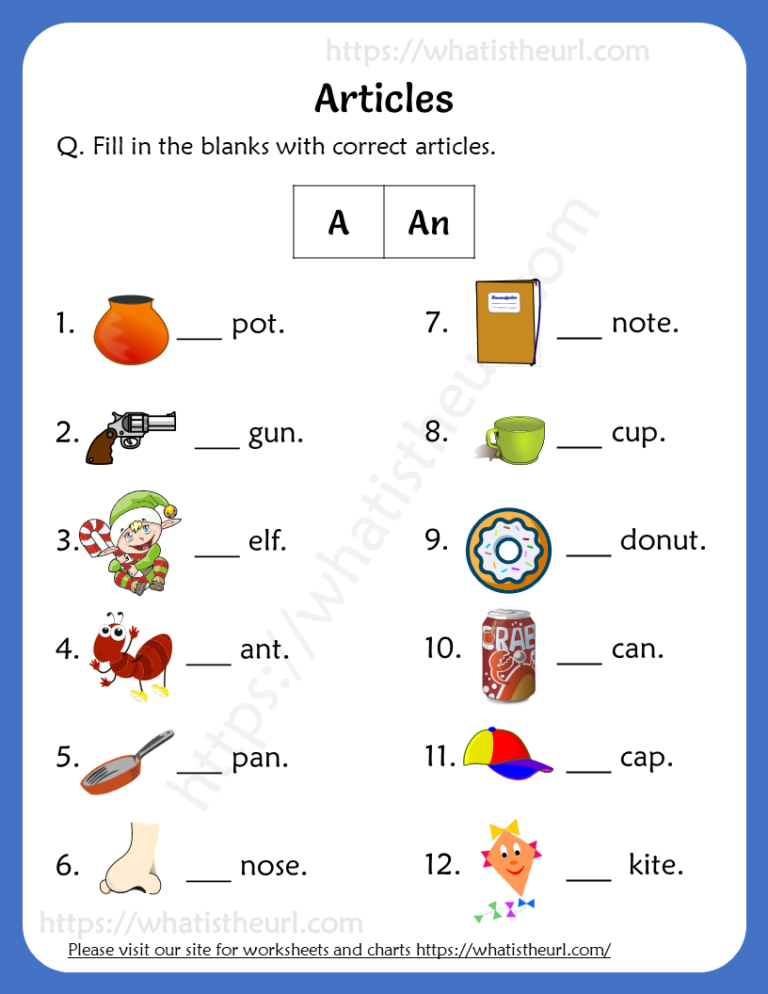 https://whatistheurl.com
Articles
Q. Fill in the blanks with correct articles.
A An
1. ___ pot.
2. ___ gun.
3. ___ elf.
4. ___ ant.
5. ___ pan.
6. ___ nose.
7. ___ note.
8. ___ cup.
9. ___ donut.
10. ___ can.
CRAB
11. ___ cap.
12. ___ kite.
https://whatistheurl.com
https://whatistheurl.com
Please visit our site for worksheets and charts https://whatistheurl.com/